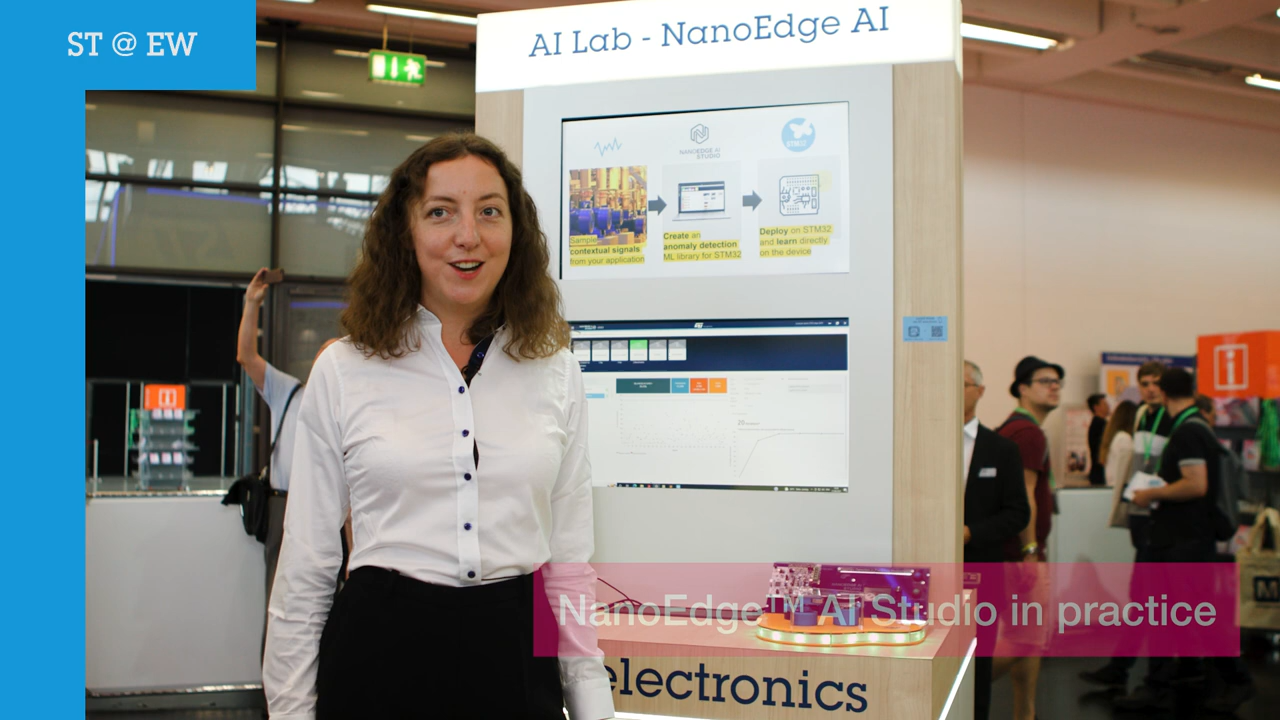 ST @ EW
AI Lab - NanoEdge AI
NANOEDGE AI
STUDIO
STM32
Sample
contextual signals
from your application
Create an
anomaly detection
ML library for STM32
Deploy on STM32
and learn directly
on the device
NanoEdge™ AI Studio in practice
electronics